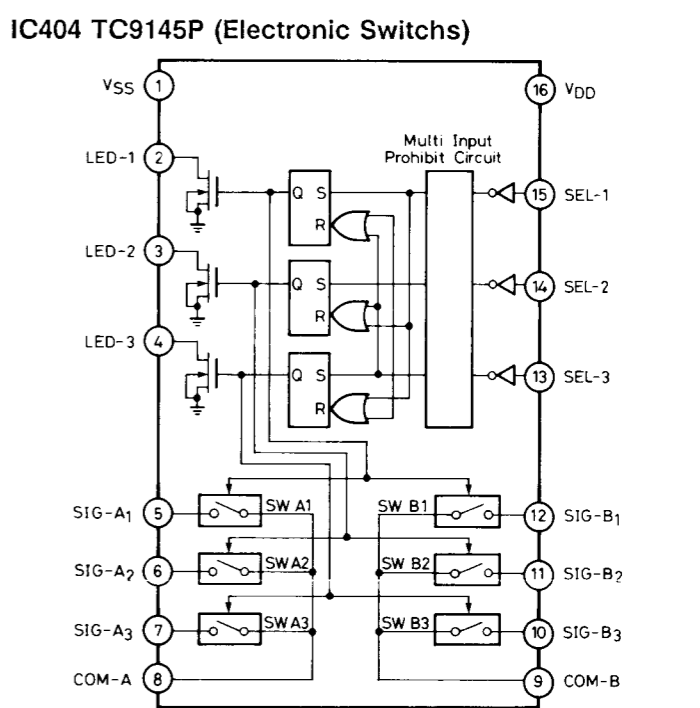 IC404 TC9145P (Electronic Switchs)
VSS 1
16 VDD
Multi Input
Prohibit Circuit
LED-1 2
Q S
R
15 SEL-1
LED-2 3
Q S
R
14 SEL-2
LED-3 4
Q S
R
13 SEL-3
SIG-A1 5 SW A1 SW B1 12 SIG-B1
SIG-A2 6 SW A2 SW B2 11 SIG-B2
SIG-A3 7 SW A3 SW B3 10 SIG-B3
COM-A 8 9 COM-B